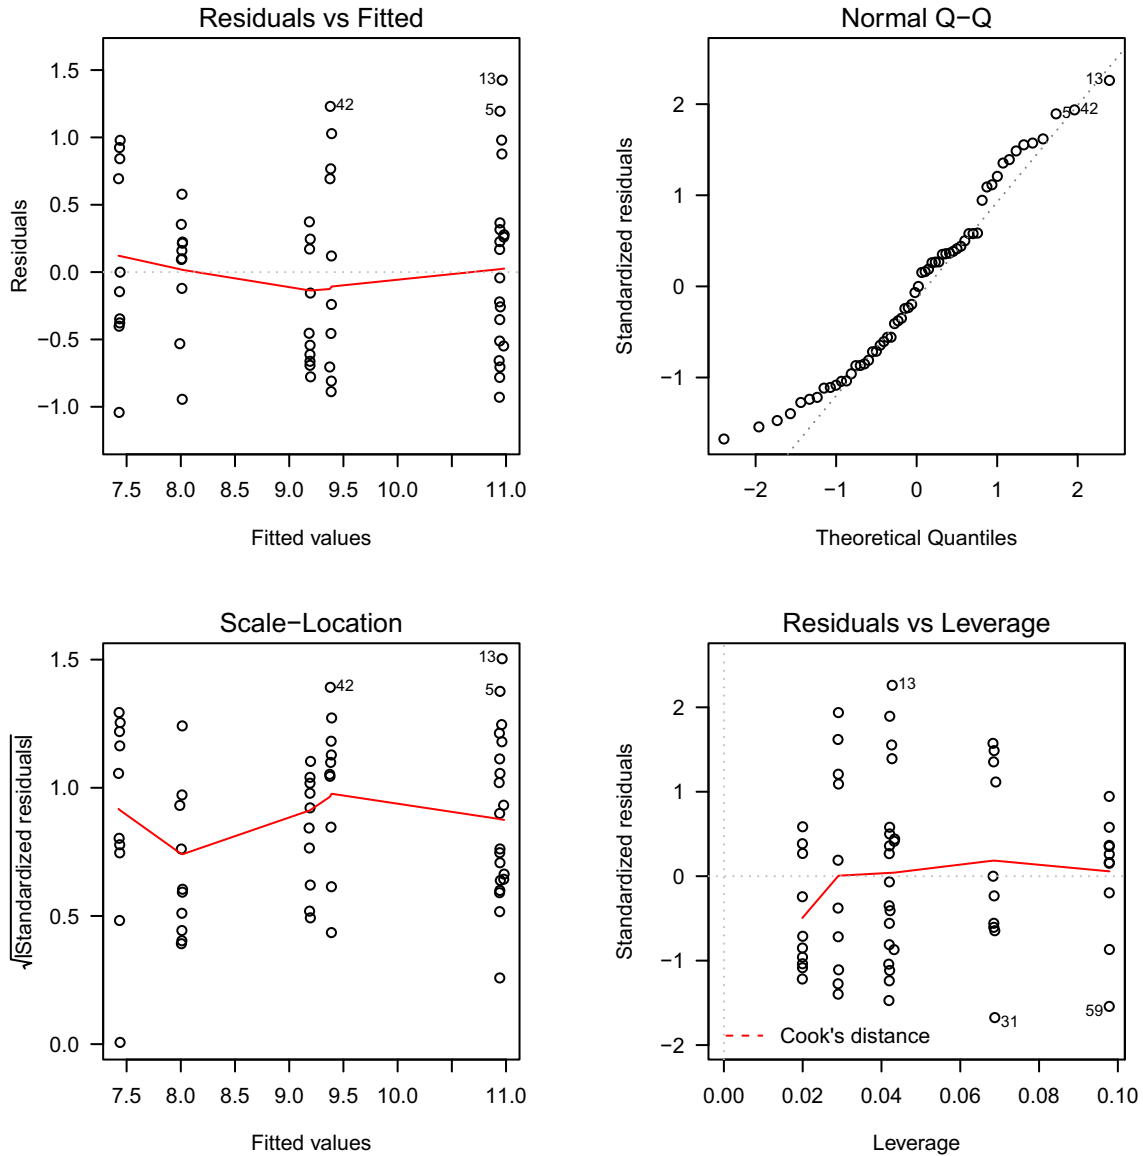 Residuals vs Fitted
Residuals
1.5
1.0
0.5
0.0
−0.5
−1.0
13
42
5
7.5 8.0 8.5 9.0 9.5 10.0 11.0
Fitted values
Normal Q−Q
Standardized residuals
2
1
0
−1
13
5 42
−2 −1 0 1 2
Theoretical Quantiles
Scale−Location
√|Standardized residuals|
1.5
1.0
0.5
0.0
13
42
5
7.5 8.0 8.5 9.0 9.5 10.0 11.0
Fitted values
Residuals vs Leverage
Standardized residuals
2
1
0
−1
−2
13
59
31
Cook's distance
0.00 0.02 0.04 0.06 0.08 0.10
Leverage